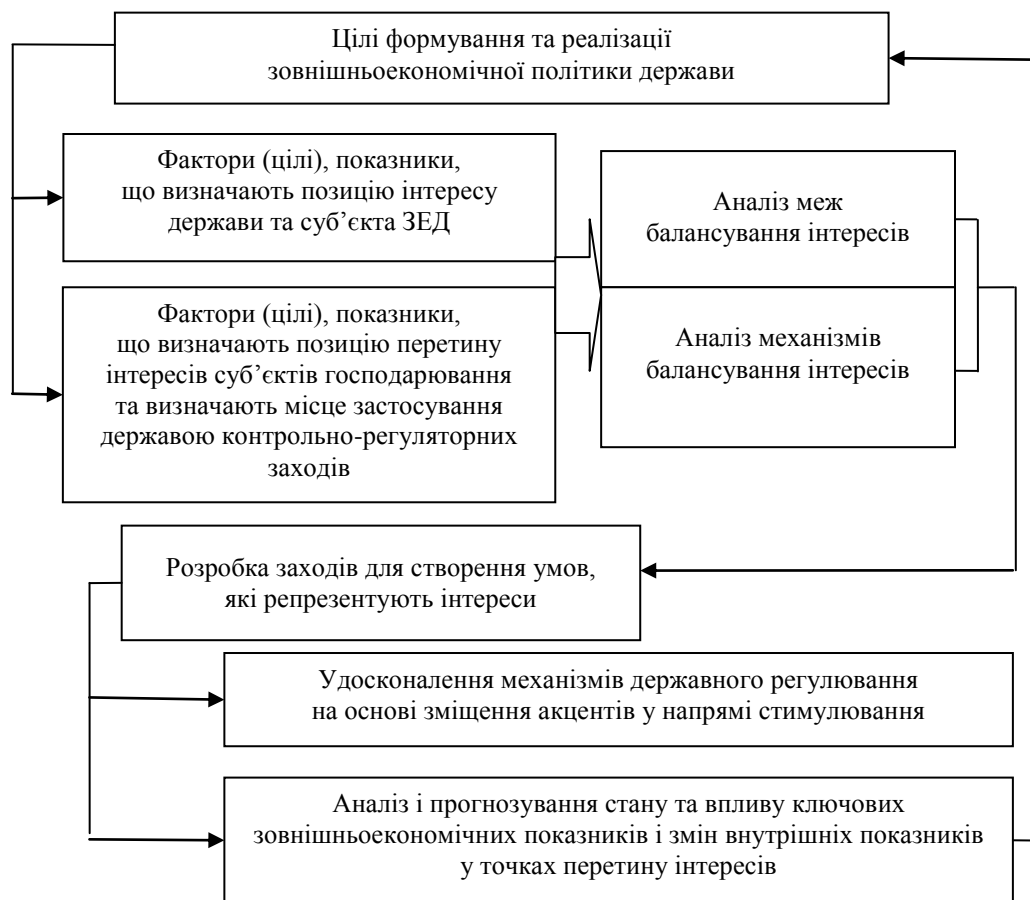 Цілі формування та реалізації
зовнішньоекономічної політики держави
Фактори (цілі), показники,
що визначають позицію інтересу
держави та суб’єкта ЗЕД
Фактори (цілі), показники,
що визначають позицію перетину
інтересів суб’єктів господарювання
та визначають місце застосування
державою контрольно-регуляторних
заходів
Аналіз меж
балансування інтересів
Аналіз механізмів
балансування інтересів
Розробка заходів для створення умов,
які репрезентують інтереси
Удосконалення механізмів державного регулювання
на основі зміщення акцентів у напрямі стимулювання
Аналіз і прогнозування стану та впливу ключових
зовнішньоекономічних показників і змін внутрішніх показників
у точках перетину інтересів